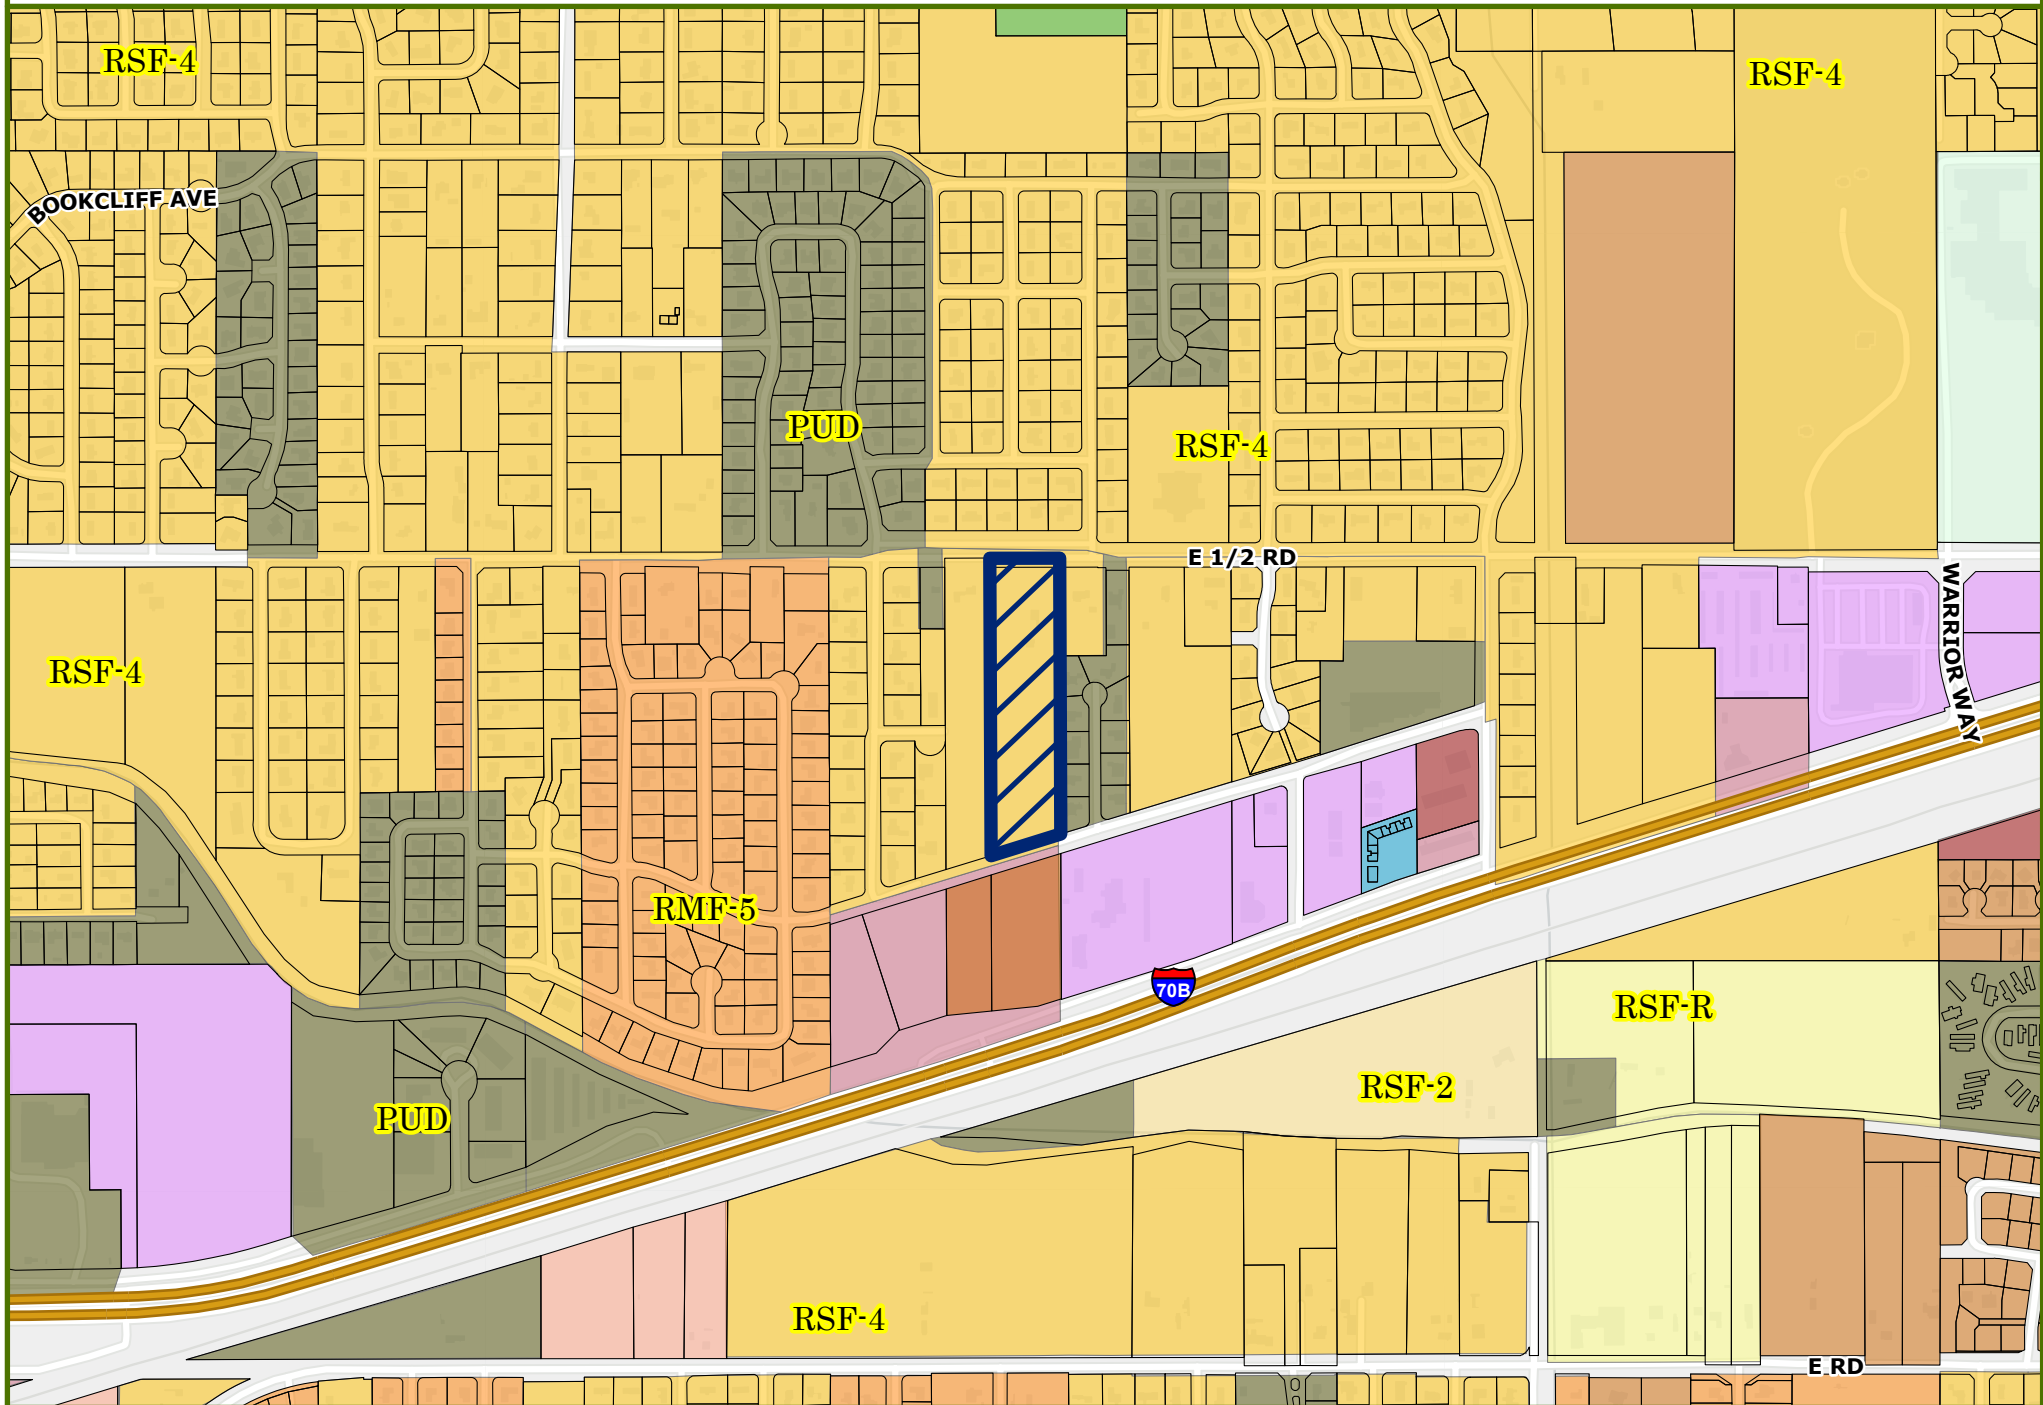 RSF-4
RSF-4
BOOKCLIFF AVE
PUD
RSF-4
E 1/2 RD
WARRIOR WAY
RSF-4
RMF-5
70B
RSF-R
RSF-2
PUD
RSF-4
E RD